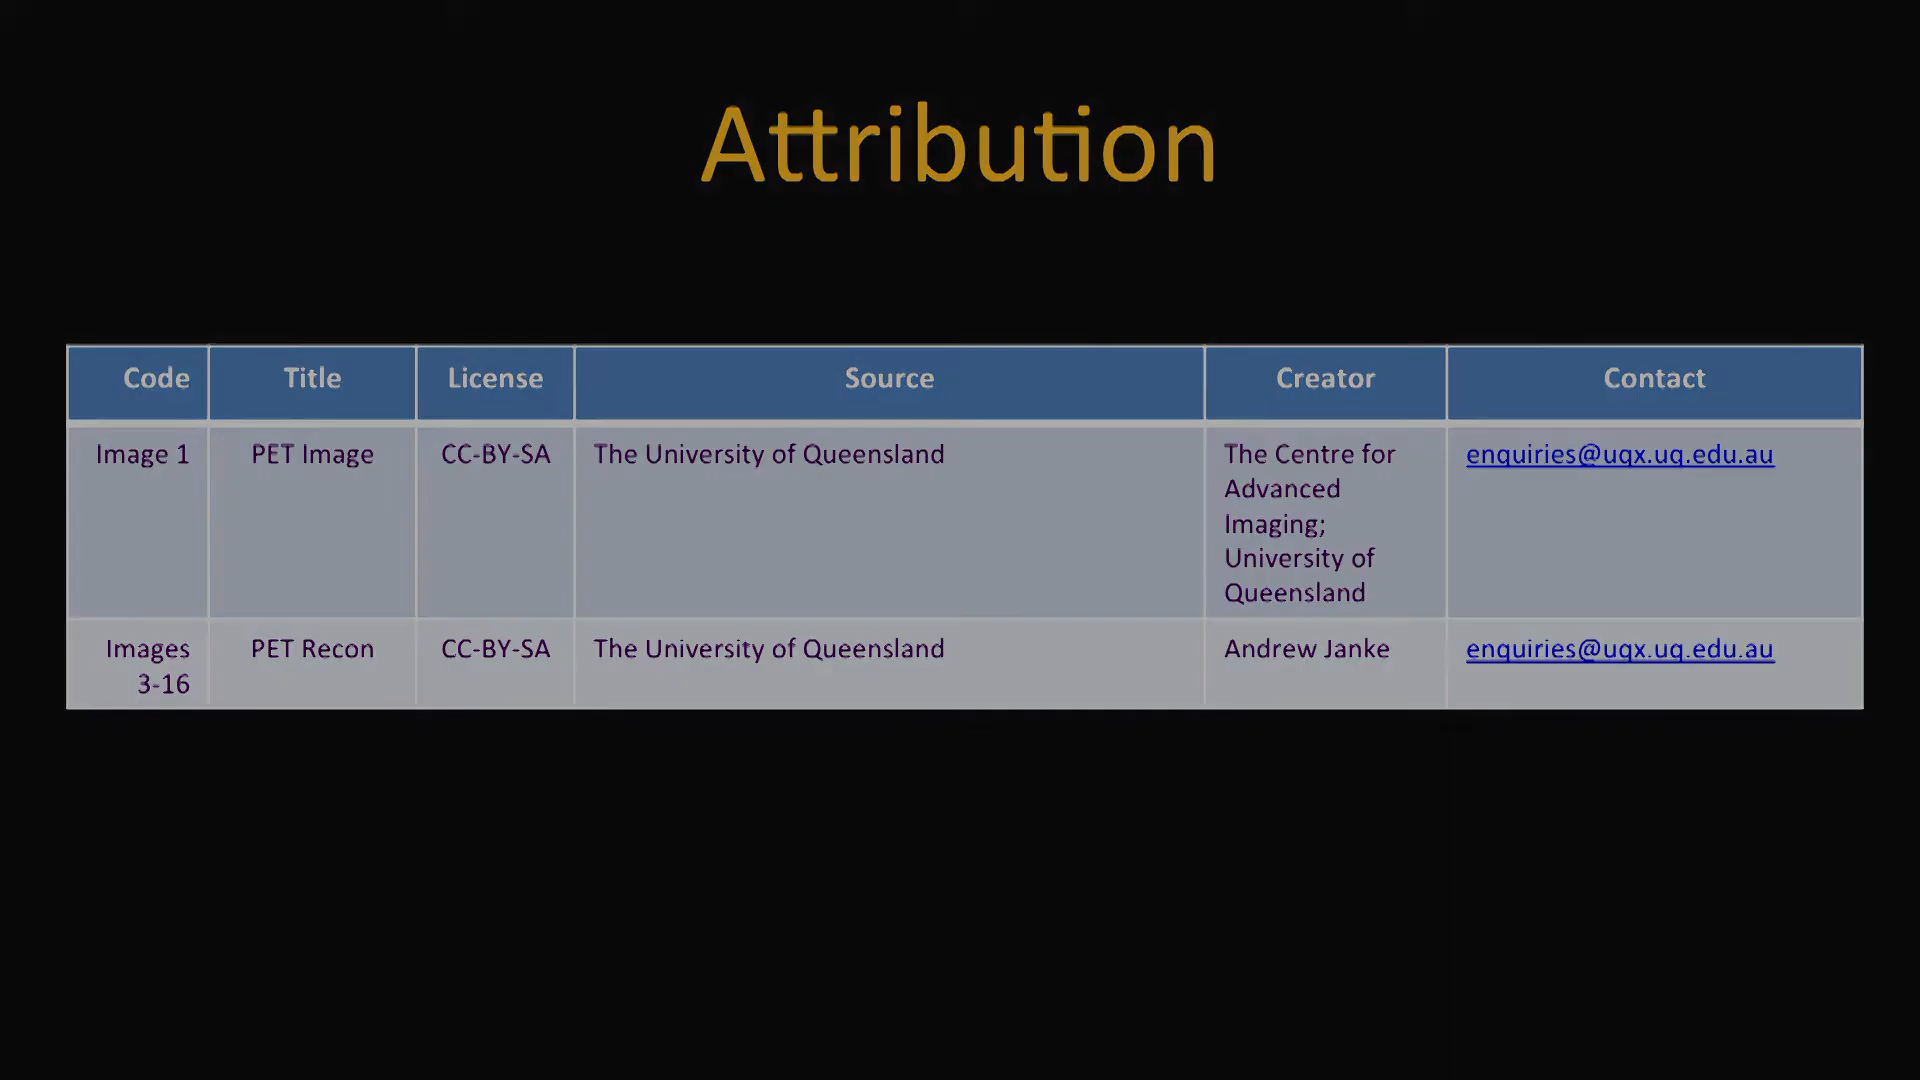 Attribution
Code Title License Source Creator Contact
Image 1 PET Image CC-BY-SA The University of Queensland The Centre for enquiries@uqx.uq.edu.au
Advanced
Imaging;
University of
Queensland
Images PET Recon CC-BY-SA The University of Queensland Andrew Janke enquiries@uqx.uq.edu.au
3-16